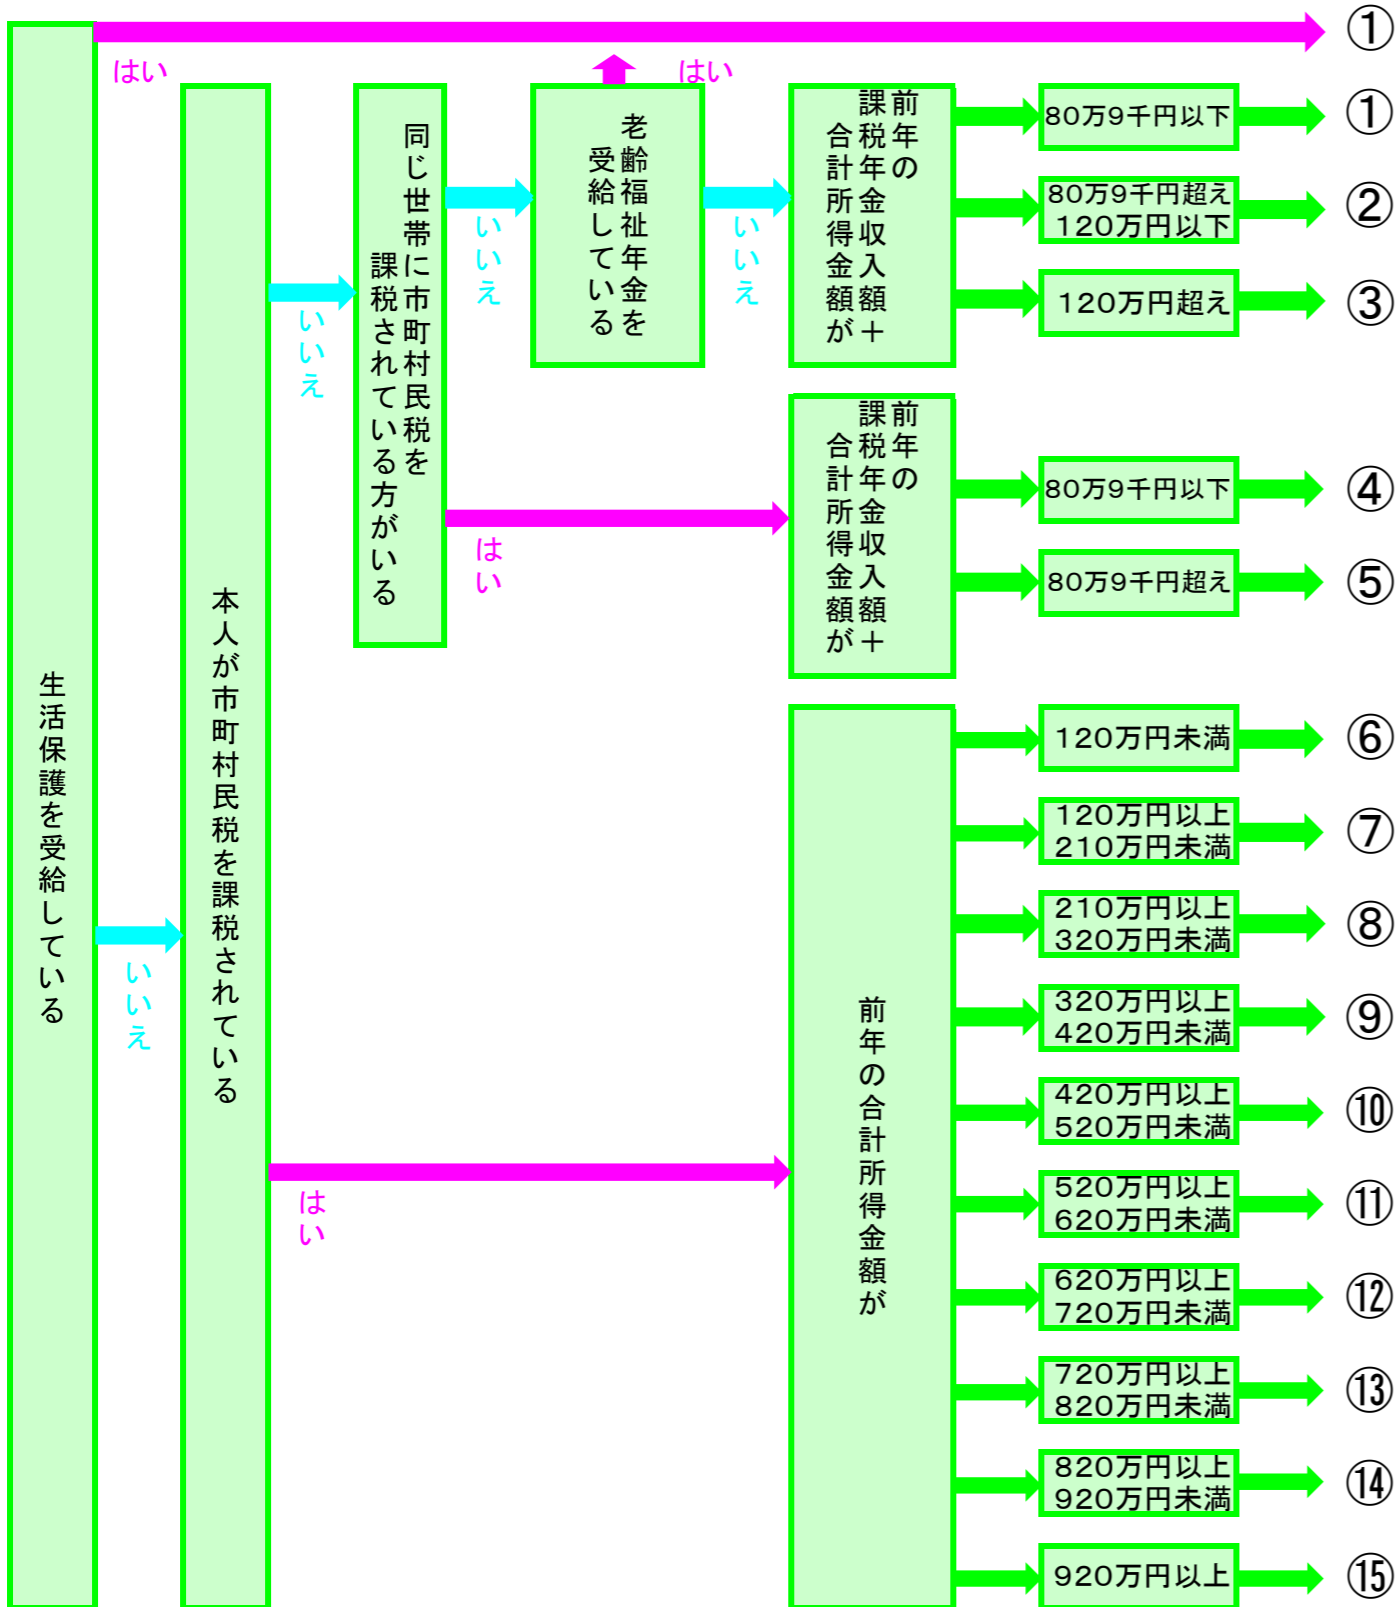 生活保護を受給している
はい
いいえ
本人が市町村民税を課税されている
いいえ
はい
同じ世帯に市町村民税を
課税されている方がいる
いいえ
はい
老齢福祉年金を
受給している
はい
いいえ
前年の
課税年金収入額＋
合計所得金額が
80万9千円以下
80万9千円超え
120万円以下
120万円超え
①
①
②
③
前年の
課税年金収入額＋
合計所得金額が
80万9千円以下
④
80万9千円超え
⑤
前年の合計所得金額が
120万円未満
⑥
120万円以上
210万円未満
⑦
210万円以上
320万円未満
⑧
320万円以上
420万円未満
⑨
420万円以上
520万円未満
⑩
520万円以上
620万円未満
⑪
620万円以上
720万円未満
⑫
720万円以上
820万円未満
⑬
820万円以上
920万円未満
⑭
920万円以上
⑮